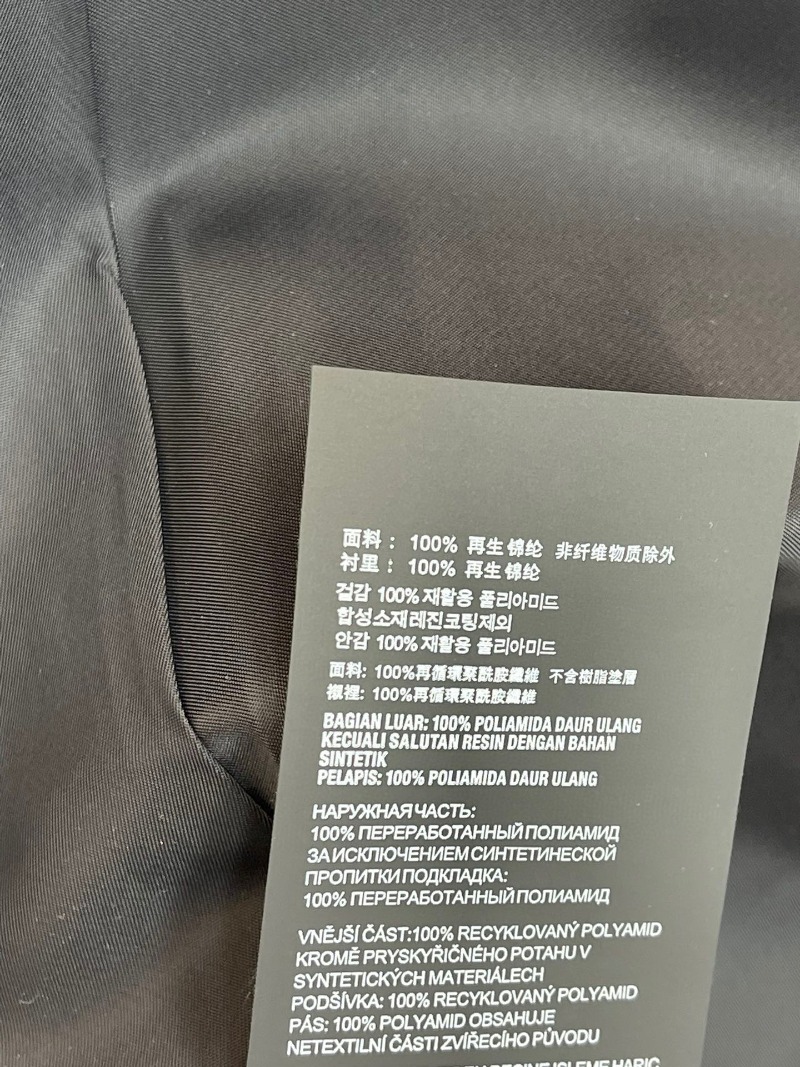 面料： 100% 再生锦纶 非纤维物质除外
衬里： 100% 再生锦纶
겉감 100% 재활용 폴리아미드
합성소재레진코팅제외
안감 100% 재활용 폴리아미드
面料: 100%再循環聚酰胺纖維 不含樹脂塗層
襯裡: 100%再循環聚酰胺纖維
BAGIAN LUAR: 100% POLIAMIDA DAUR ULANG
KECUALI SALUTAN RESIN DENGAN BAHAN
SINTETIK
PELAPIS: 100% POLIAMIDA DAUR ULANG
НАРУЖНАЯ ЧАСТЬ:
100% ПЕРЕРАБОТАННЫЙ ПОЛИАМИД
ЗА ИСКЛЮЧЕНИЕМ СИНТЕТИНЕСКОЙ
ПРОПИТКИ ПОДКЛАДКА:
100% ПЕРЕРАБОТАННЫЙ ПОЛИАМИД
VNĚJŠÍ ČÁST:100% RECYKLOVANÝ POLYAMID
KROMĚ PRYSKYŘIČNÉHO POTAHU V
SYNTETICKÝCH MATERIÁLECH
PODŠÍVKA: 100% RECYKLOVANÝ POLYAMID
PÁS: 100% POLYAMID OBSAHUJE
NETEXTILNÍ ČÁSTI ZVÍŘECÍHO PŮVODU